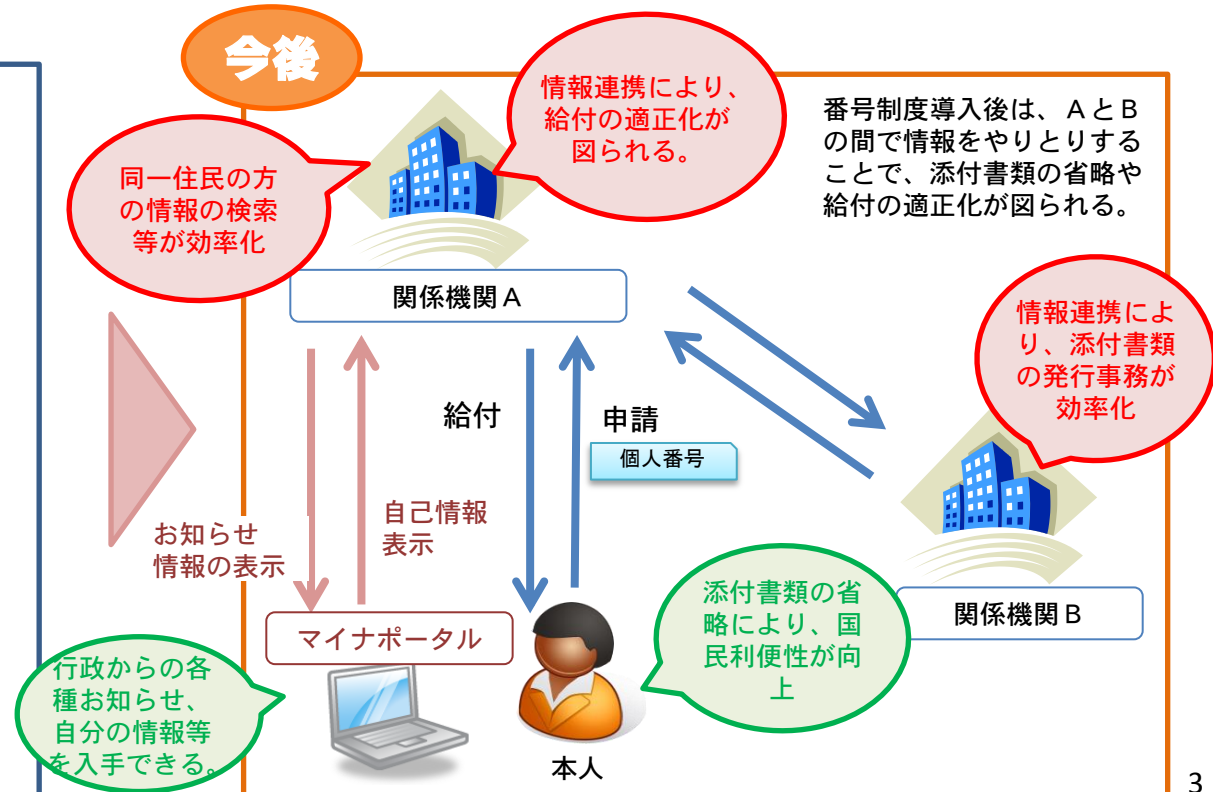 今後
情報連携により、
給付の適正化が
図られる。
番号制度導入後は、AとB
の間で情報をやりとりする
ことで、添付書類の省略や
給付の適正化が図られる。
同一住民の方
の情報の検索
等が効率化
関係機関A
情報連携によ
り、添付書類
の発行事務が
効率化
給付
申請
個人番号
お知らせ
情報の表示
自己情報
表示
関係機関B
添付書類の省
略により、国
民利便性が向
上
マイナポータル
行政からの各
種お知らせ、
自分の情報等
を入手できる。
本人
3